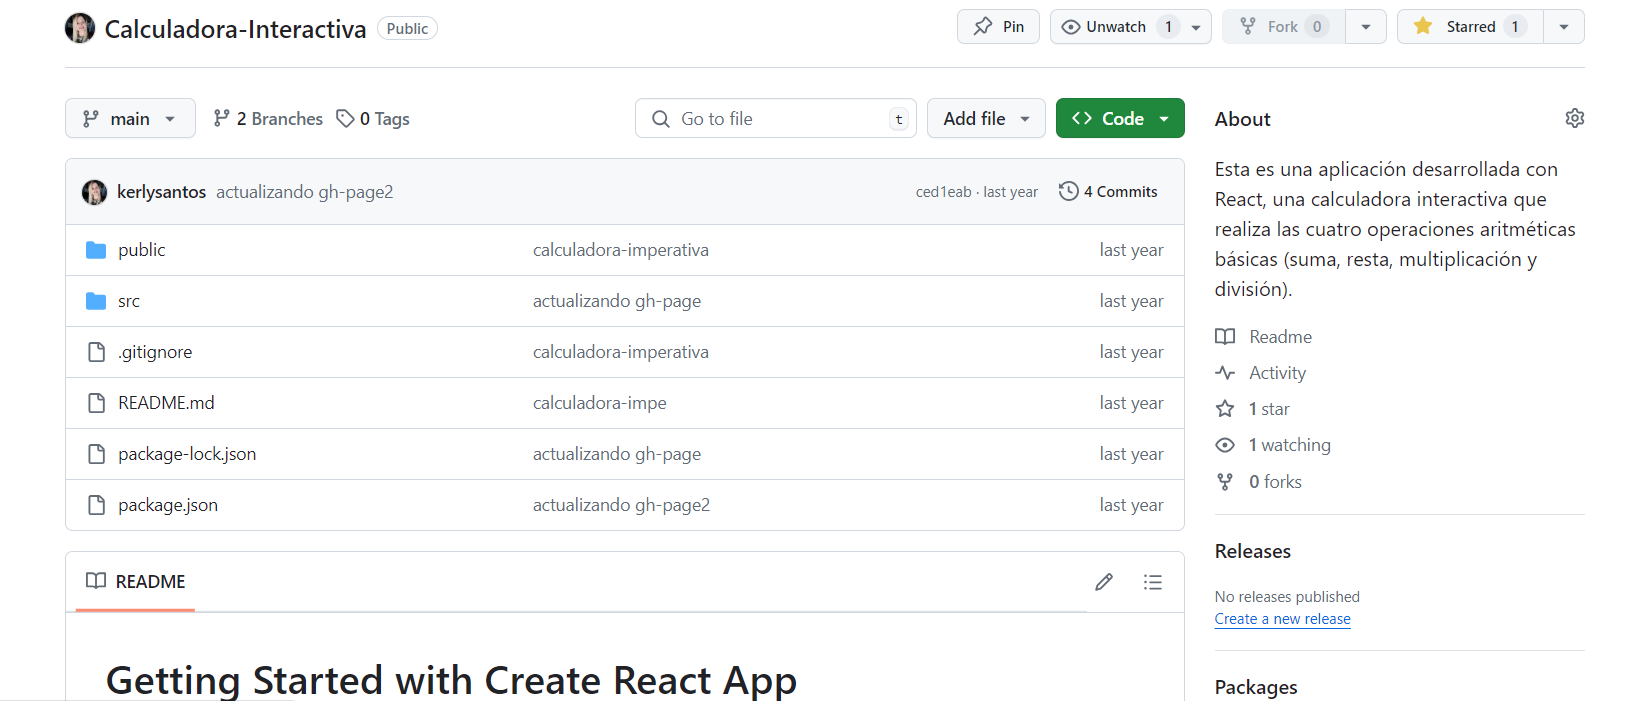 Calculadora-Interactiva Public Pin Unwatch 1 Fork 0 Starred 1
main 2 Branches 0 Tags Go to file t Add file Code
kerlysantos actualizando gh-page2 ced1eab · last year 4 Commits
public calculadora-imperativa last year
src actualizando gh-page last year
.gitignore calculadora-imperativa last year
README.md calculadora-impe last year
package-lock.json actualizando gh-page last year
package.json actualizando gh-page2 last year
README
Getting Started with Create React App
About
Esta es una aplicación desarrollada con
React, una calculadora interactiva que
realiza las cuatro operaciones aritméticas
básicas (suma, resta, multiplicación y
división).
Readme
Activity
1 star
1 watching
0 forks
Releases
No releases published
Create a new release
Packages